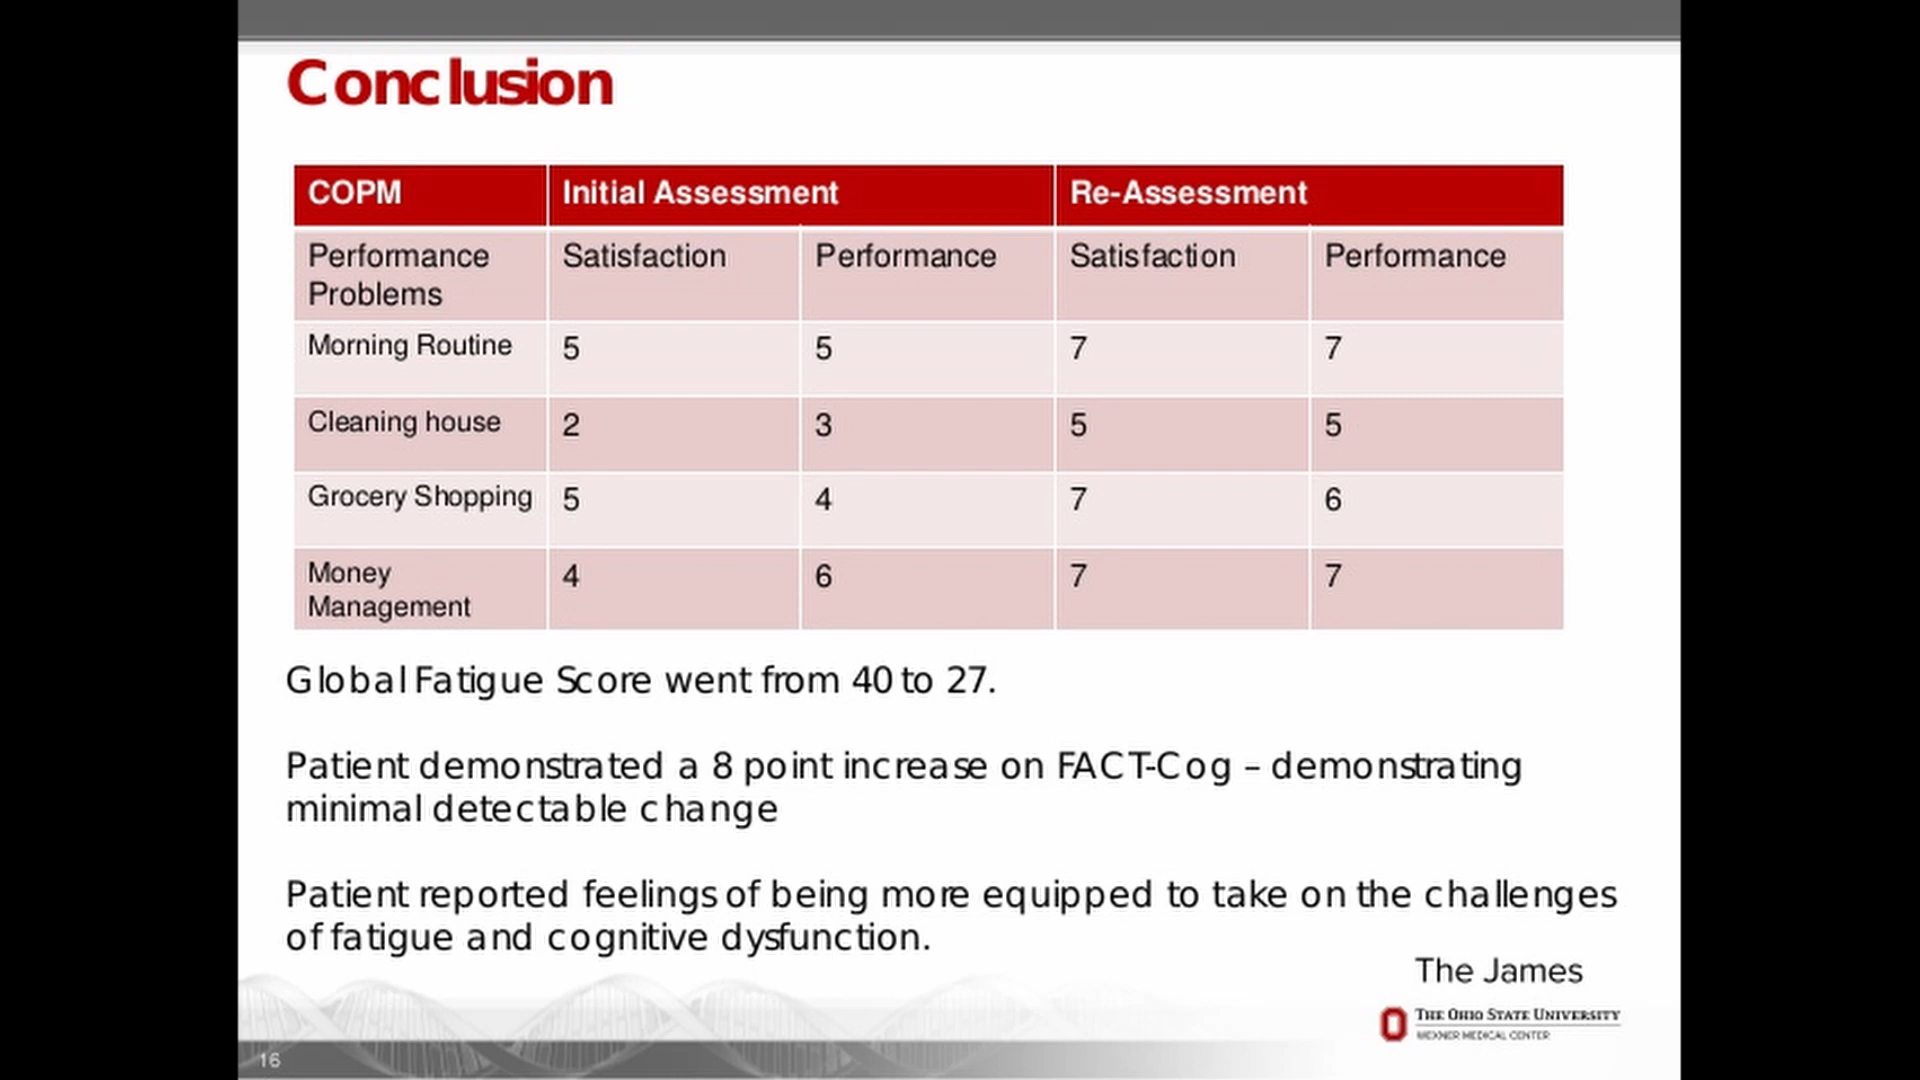 Conclusion
COPM Initial Assessment Re-Assessment
Performance Problems Satisfaction Performance Satisfaction Performance
Morning Routine 5 5 7 7
Cleaning house 2 3 5 5
Grocery Shopping 5 4 7 6
Money Management 4 6 7 7
Global Fatigue Score went from 40 to 27.
Patient demonstrated a 8 point increase on FACT-Cog – demonstrating
minimal detectable change
Patient reported feelings of being more equipped to take on the challenges
of fatigue and cognitive dysfunction.
The James
THE OHIO STATE UNIVERSITY
WEXNER MEDICAL CENTER
16